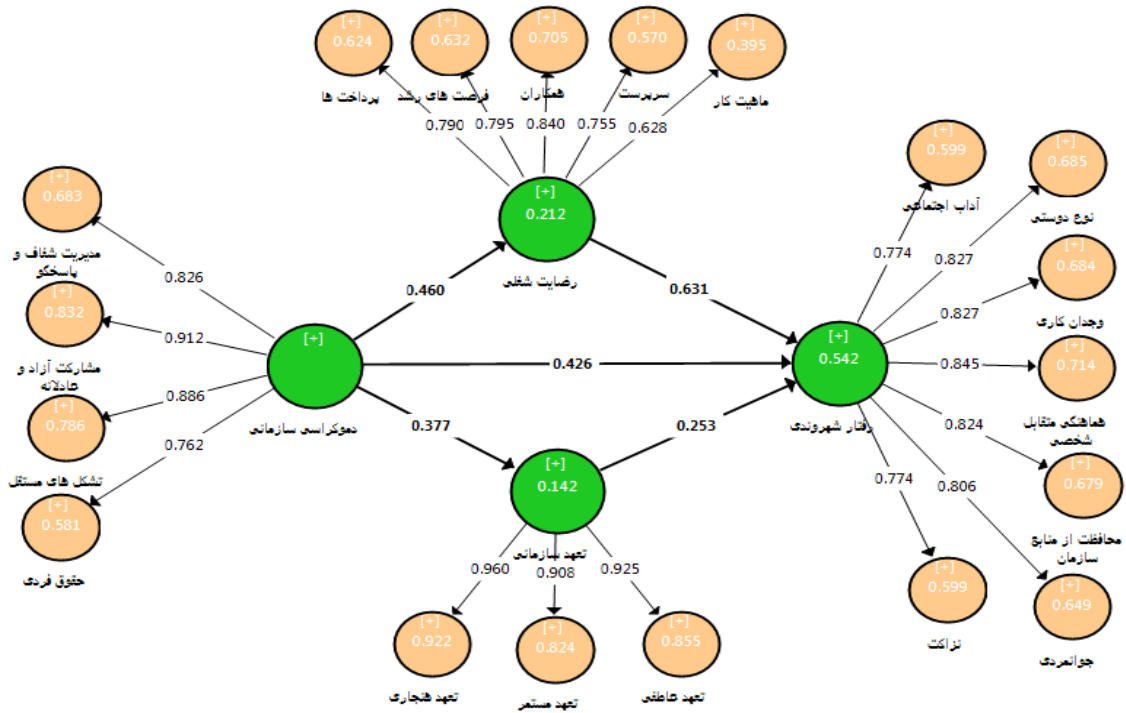 [+]
0.624
پرداخت ها
[+]
0.632
فرصت های رشد
[+]
0.705
همکاران
[+]
0.570
سرپرست
[+]
0.395
ماهیت کار
0.790
0.795
0.840
0.755
0.628
[+]
0.212
رضایت شغلی
[+]
0.683
مدیریت شفاف و
پاسخگو
[+]
0.832
مشارکت آزاد و
عادلانه
[+]
0.786
تشکل های مستقل
[+]
0.581
حقوق فردی
0.826
0.912
0.886
0.762
[+]
دموکراسی سازمانی
0.460
0.631
0.426
0.377
0.253
[+]
0.142
تعهد سازمانی
0.960
0.908
0.925
[+]
0.922
تعهد هنجاری
[+]
0.824
تعهد مستمر
[+]
0.855
تعهد عاطفی
[+]
0.542
رفتار شهروندی
0.774
0.827
0.827
0.845
0.824
0.806
0.774
[+]
0.599
آداب اجتماعی
[+]
0.685
نوع دوستی
[+]
0.684
وجدان کاری
[+]
0.714
هماهنگی متقابل
شخصی
[+]
0.679
محافظت از منابع
سازمان
[+]
0.649
جوانمردی
[+]
0.599
نزاکت